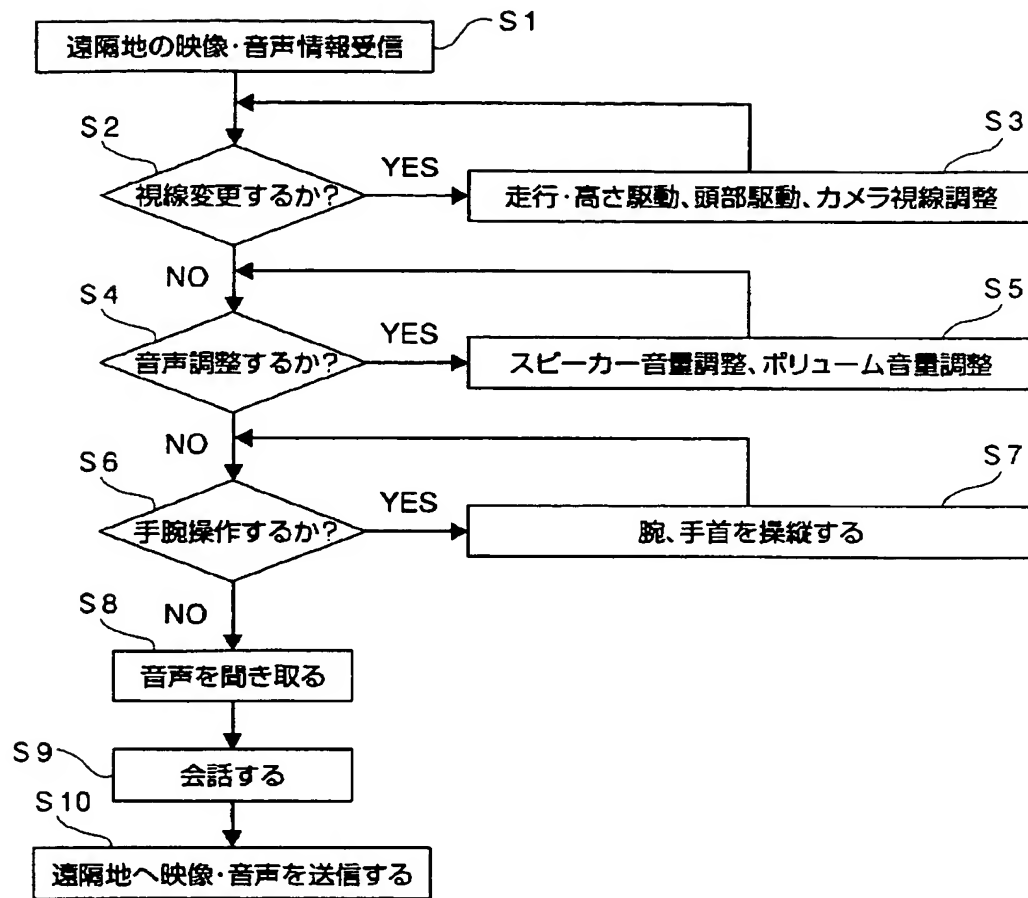 S1
遠隔地の映像・音声情報受信
S2
視線変更するか?
YES
S3
走行・高さ駆動、頭部駆動、カメラ視線調整
NO
S4
音声調整するか?
YES
S5
スピーカー音量調整、ボリューム音量調整
NO
S6
手腕操作するか?
YES
S7
腕、手首を操縦する
NO
S8
音声を聞き取る
S9
会話する
S10
遠隔地へ映像・音声を送信する